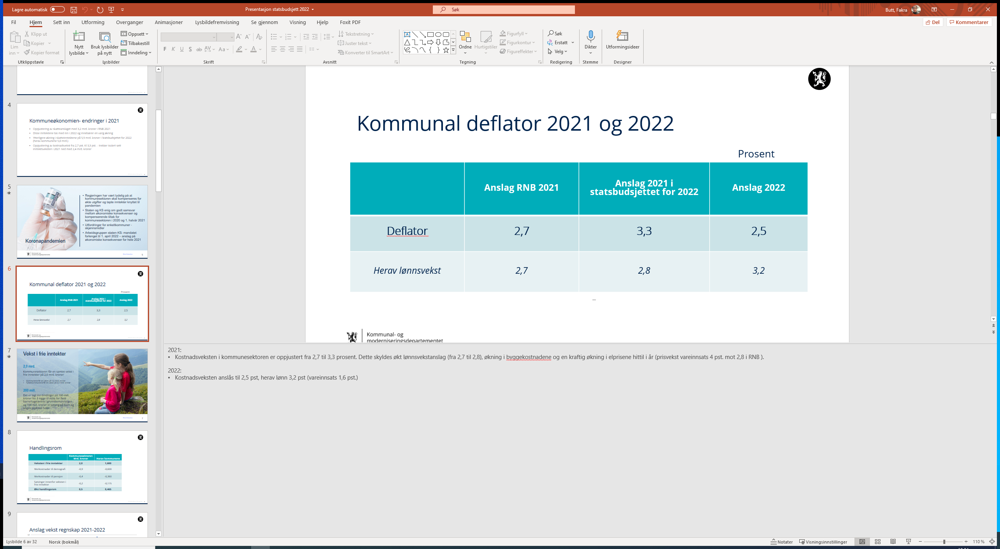 Lagre automatisk
Presentasjon statsbudsjett 2022
Søk
Butt, Fakra
Fil Hjem Sett inn Utforming Overganger Animasjoner Lysbildefremvisning Se gjennom Visning Hjelp Foxit PDF
Del Kommentarer
Lim inn
Klipp ut
Kopier
Kopier format
Utklippstavle
Nytt lysbilde
Bruk lysbilder på nytt
Oppsett
Tilbakestill
Inndeling
Lysbilder
F K U S ab AV Aa A
Skrift
Tekstretning
Juster tekst
Konverter til SmartArt
Avsnitt
Ordne
Hurtigstiler
Figurfyll
Figurkontur
Figureffekter
Tegning
Søk
Erstatt
Velg
Redigering
Dikter
Stemme
Utformingsideer
Designer
4
Kommuneøkonomien- endringer i 2021
• Oppjustering av skatteanslaget med 3,2 mrd. kroner i RNB 2021
• Disse inntektene tas med inn i 2022 og innebærer en varig økning
• Ytterligere økning i skatteinntektene på 5,9 mrd. kroner i Statsbudsjettet for 2022
(herav kommunene 5,0 mrd.)
• Oppjustering av kostnadsvekst fra 2,7 pst. til 3,3 pst. - trekker isolert sett
inntektsveksten i 2021 ned med 2,4 mrd. kroner
5
• Regjeringen har vært tydelig på at
kommunesektoren skal kompenseres for
økte utgifter og tapte inntekter knyttet til
pandemien
• Staten og KS enig om godt samsvar
mellom økonomiske konsekvenser og
kompenserende tiltak for
kommunesektoren i 2020 og 1. halvår 2021
• Utfordringer for enkeltkommuner -
skjønnsmidler
• Arbeidsgruppen staten-KS: mandatet
forlenget til 1. april 2022 – anslag på
økonomiske konsekvenser for hele 2021
Koronapandemien
5
6
Kommunal deflator 2021 og 2022
Prosent
Anslag RNB 2021 Anslag 2021 i statsbudsjettet for 2022 Anslag 2022
Deflator 2,7 3,3 2,5
Herav lønnsvekst 2,7 2,8 3,2
7
Vekst i frie inntekter
2,0 mrd.
Kommunesektoren får en samlet vekst i
frie inntekter på 2,0 mrd. kroner
• Kommunene får en vekst på 1,6 mrd. kroner
• Fylkeskommunene får en vekst på 0,4 mrd. kroner
200 mill.
Det er lagt inn bindinger på 100 mill.
kroner for å legge til rette for flere
barnehagelærere i grunnbemanningen
og 100 mill. kroner til satsing på barn og
unges psykiske helse.
7
8
Handlingsrom
Kommunesektoren Mrd. kronar Herav kommunene
Veksten i frie inntekter 2,0 1,600
Merkostnader til demografi -0,9 -0,600
Merkostnader til pensjon -0,4 -0,360
Satsinger innenfor veksten i frie inntekter -0,2 -0,175
Økt handlingsrom 0,5 0,465
9
Anslag vekst regnskap 2021-2022
Kommunal deflator 2021 og 2022
Prosent
Anslag RNB 2021
Anslag 2021 i
statsbudsjettet for 2022
Anslag 2022
Deflator 2,7 3,3 2,5
Herav lønnsvekst 2,7 2,8 3,2
Kommunal- og
moderniseringsdepartementet
2021:
• Kostnadsveksten i kommunesektoren er oppjustert fra 2,7 til 3,3 prosent. Dette skyldes økt lønnsvekstanslag (fra 2,7 til 2,8), økning i byggekostnadene og en kraftig økning i elprisene hittil i år (prisvekst vareinnsats 4 pst. mot 2,8 i RNB ).
2022:
• Kostnadsveksten anslås til 2,5 pst, herav lønn 3,2 pst (vareinnsats 1,6 pst.)
Lysbilde 6 av 32 Norsk (bokmål)
Notater Visningsinnstillinger 110 %